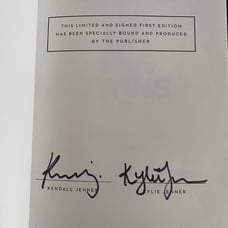 THIS LIMITED AND SIGNED FIRST EDITION
HAS BEEN SPECIALLY BOUND AND PRODUCED
BY THE PUBLISHER
KENDALL JENNER
KYLIE JENNER